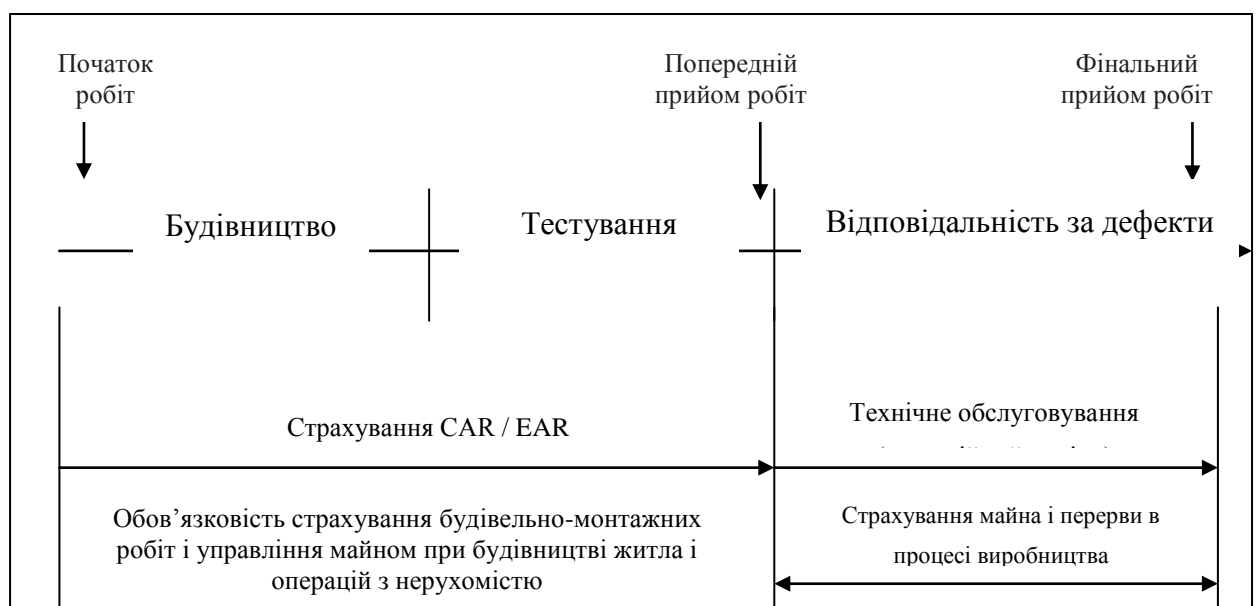 Початок
робіт
Попередній
прийом робіт
Фінальний
прийом робіт
Будівництво
Тестування
Відповідальність за дефекти
Страхування CAR / EAR
Технічне обслуговування
Обов’язковість страхування будівельно-монтажних
робіт і управління майном при будівництві житла і
операцій з нерухомістю
Страхування майна і перерви в
процесі виробництва